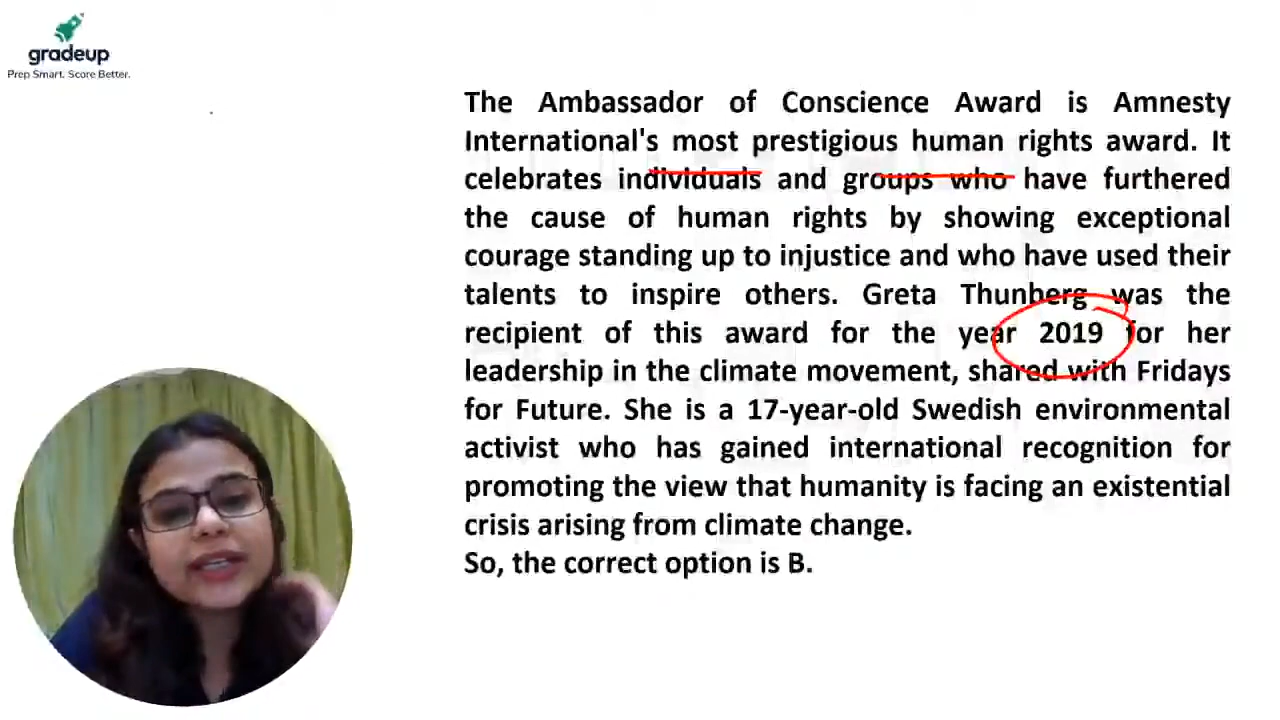 gradeup
Prep Smart. Score Better.
The Ambassador of Conscience Award is Amnesty
International's most prestigious human rights award. It
celebrates individuals and groups who have furthered
the cause of human rights by showing exceptional
courage standing up to injustice and who have used their
talents to inspire others. Greta Thunberg was the
recipient of this award for the year 2019 for her
leadership in the climate movement, shared with Fridays
for Future. She is a 17-year-old Swedish environmental
activist who has gained international recognition for
promoting the view that humanity is facing an existential
crisis arising from climate change.
So, the correct option is B.